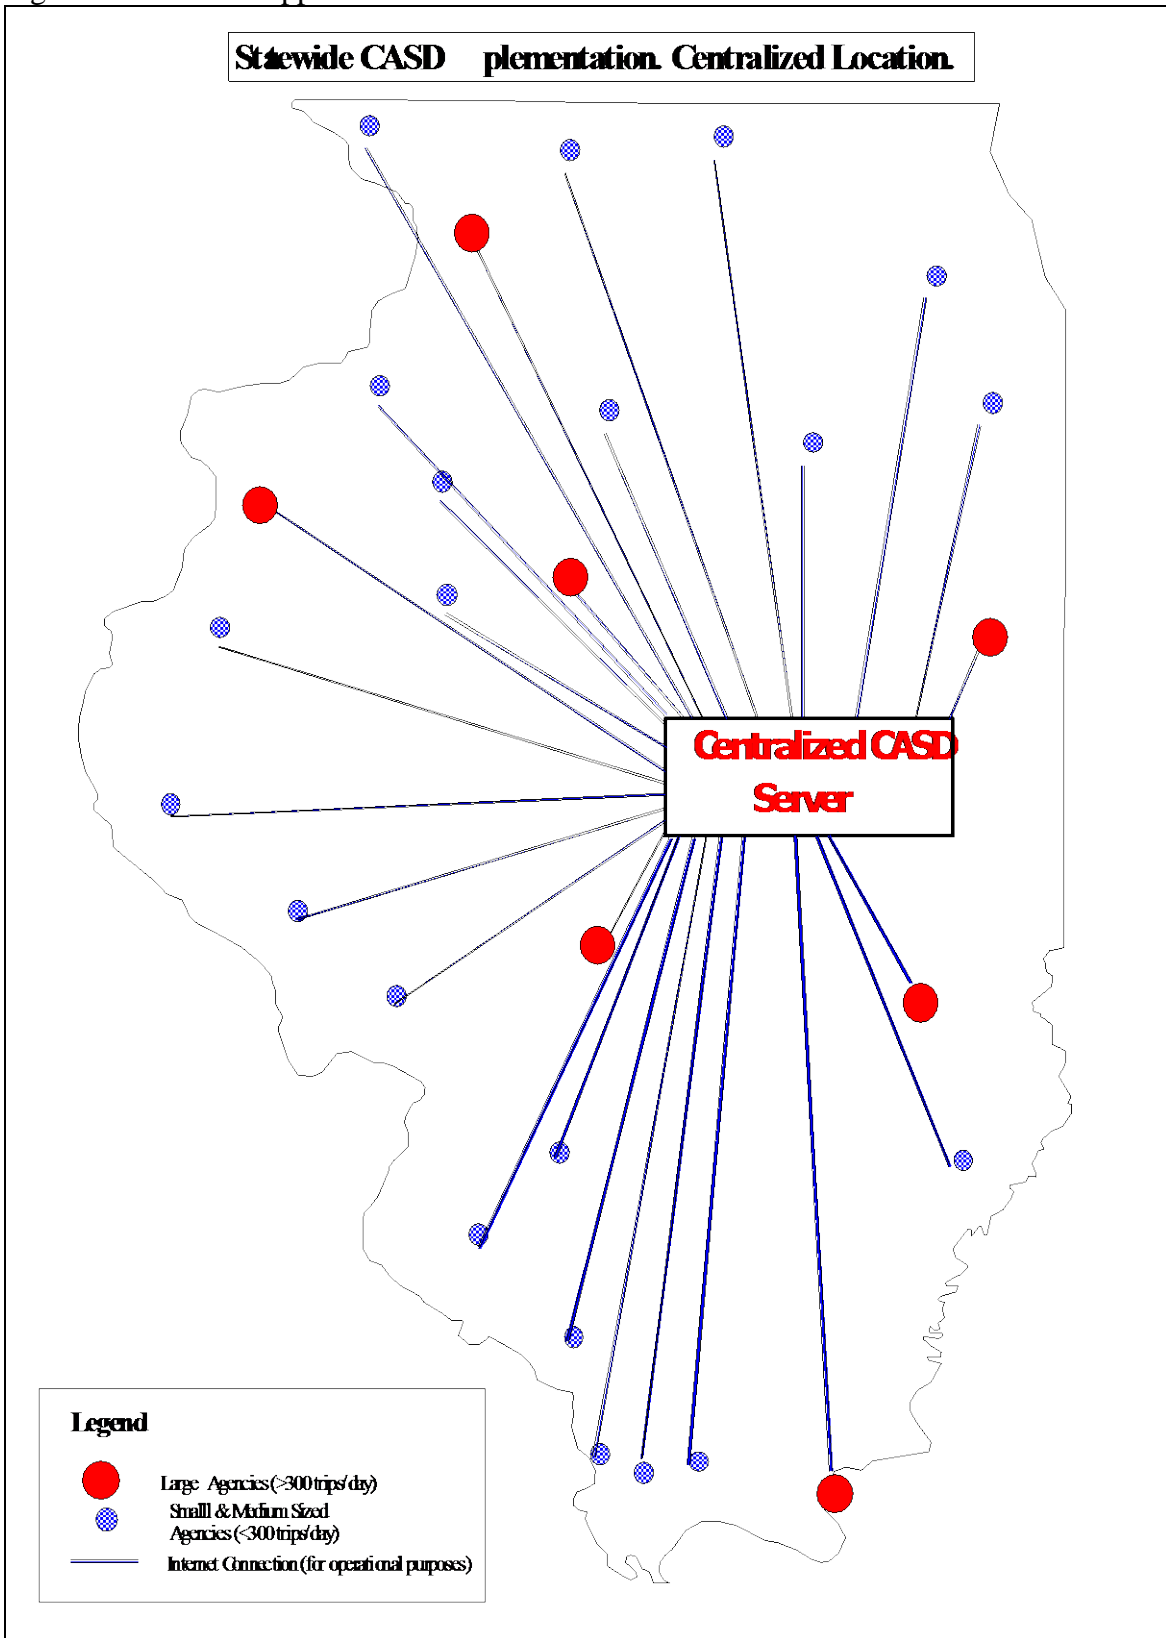 Statewide CASD plementation. Centralized Location.
Centralized CASD
Server
Legend
Large Agencies (>300 trips/day)
Smalll & Medium Sized
Agencies (<300 trips/day)
Internet Connection (for operational purposes)